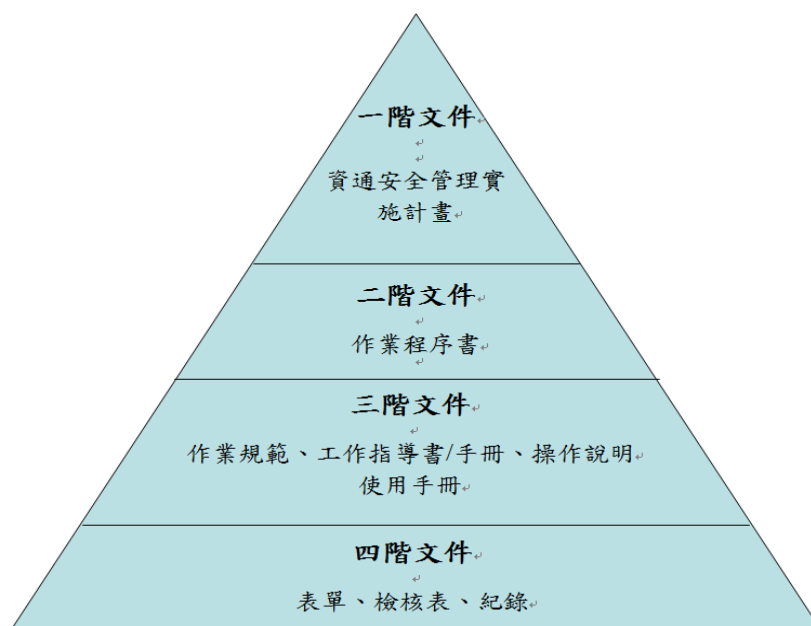 一階文件
資通安全管理實
施計畫
二階文件
作業程序書
三階文件
作業規範、工作指導書/手冊、操作說明
使用手冊
四階文件
表單、檢核表、紀錄